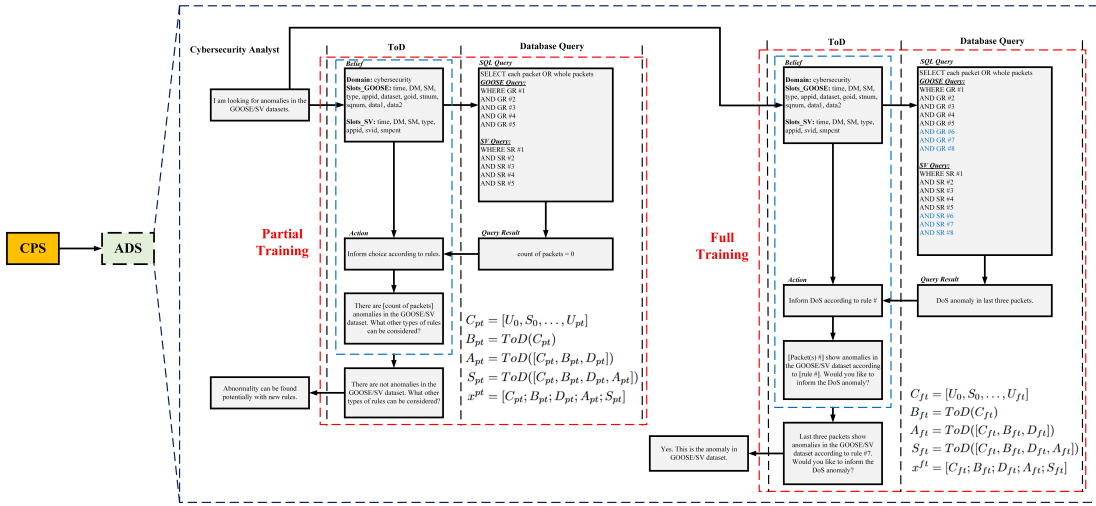 CPS
ADS
Cybersecurity Analyst
I am looking for anomalies in the
GOOSE/SV datasets.
Abnormality can be found
potentially with new rules.
Partial
Training
ToD
Database Query
Belief
Domain: cybersecurity
Slots_GOOSE: time, DM, SM,
type, appid, dataset, goid, stnum,
sqnum, data1, data2
Slots_SV: time, DM, SM, type,
appid, svid, smpcnt
SQL Query
SELECT each packet OR whole packets
GOOSE Query:
WHERE GR #1
AND GR #2
AND GR #3
AND GR #4
AND GR #5
SV Query:
WHERE SR #1
AND SR #2
AND SR #3
AND SR #4
AND SR #5
Action
Inform choice according to rules.
Query Result
count of packets = 0
There are [count of packets]
anomalies in the GOOSE/SV
dataset. What other types of rules
can be considered?
There are not anomalies in the
GOOSE/SV dataset. What other
types of rules can be considered?
C_pt = [U_0, S_0, . . . , U_pt]
B_pt = ToD(C_pt)
A_pt = ToD([C_pt, B_pt, D_pt])
S_pt = ToD([C_pt, B_pt, D_pt, A_pt])
x^pt = [C_pt; B_pt; D_pt; A_pt; S_pt]
Full
Training
ToD
Database Query
Belief
Domain: cybersecurity
Slots_GOOSE: time, DM, SM,
type, appid, dataset, goid, stnum,
sqnum, data1, data2
Slots_SV: time, DM, SM, type,
appid, svid, smpcnt
SQL Query
SELECT each packet OR whole packets
GOOSE Query:
WHERE GR #1
AND GR #2
AND GR #3
AND GR #4
AND GR #5
AND GR #6
AND GR #7
AND GR #8
SV Query:
WHERE SR #1
AND SR #2
AND SR #3
AND SR #4
AND SR #5
AND SR #6
AND SR #7
AND SR #8
Action
Inform DoS according to rule #
Query Result
DoS anomaly in last three packets.
[Packet(s) #] show anomalies in
the GOOSE/SV dataset according
to [rule #]. Would you like to
inform the DoS anomaly?
Last three packets show
anomalies in the GOOSE/SV
dataset according to rule #7.
Would you like to inform the
DoS anomaly?
Yes. This is the anomaly in
GOOSE/SV dataset.
C_ft = [U_0, S_0, . . . , U_ft]
B_ft = ToD(C_ft)
A_ft = ToD([C_ft, B_ft, D_ft])
S_ft = ToD([C_ft, B_ft, D_ft, A_ft])
x^ft = [C_ft; B_ft; D_ft; A_ft; S_ft]